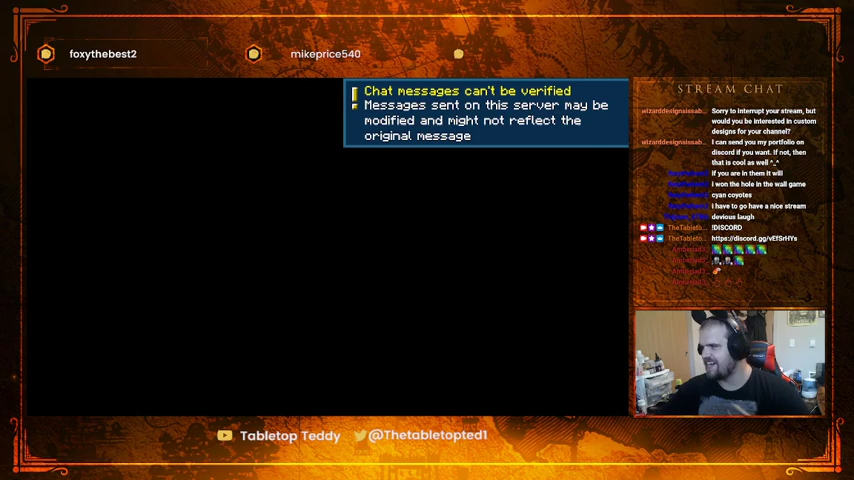 foxythebest2
mikeprice540
Chat messages can't be verified
Messages sent on this server may be
modified and might not reflect the
original message
STREAM CHAT
wizarddesignaissab... Sorry to interrupt your stream, but
would you be interested in custom
designs for your channel?
wizarddesignaissab... I can send you my portfolio on
discord if you want. If not, then
that is cool as well ^_^
if you are in them it will
i won the hole in the wall game
cyan coyotes
i have to go have a nice stream
devious laugh
TheTableto... !DISCORD
TheTableto... https://discord.gg/vEfSrHYs
Tabletop Teddy
@Thetabletopted1